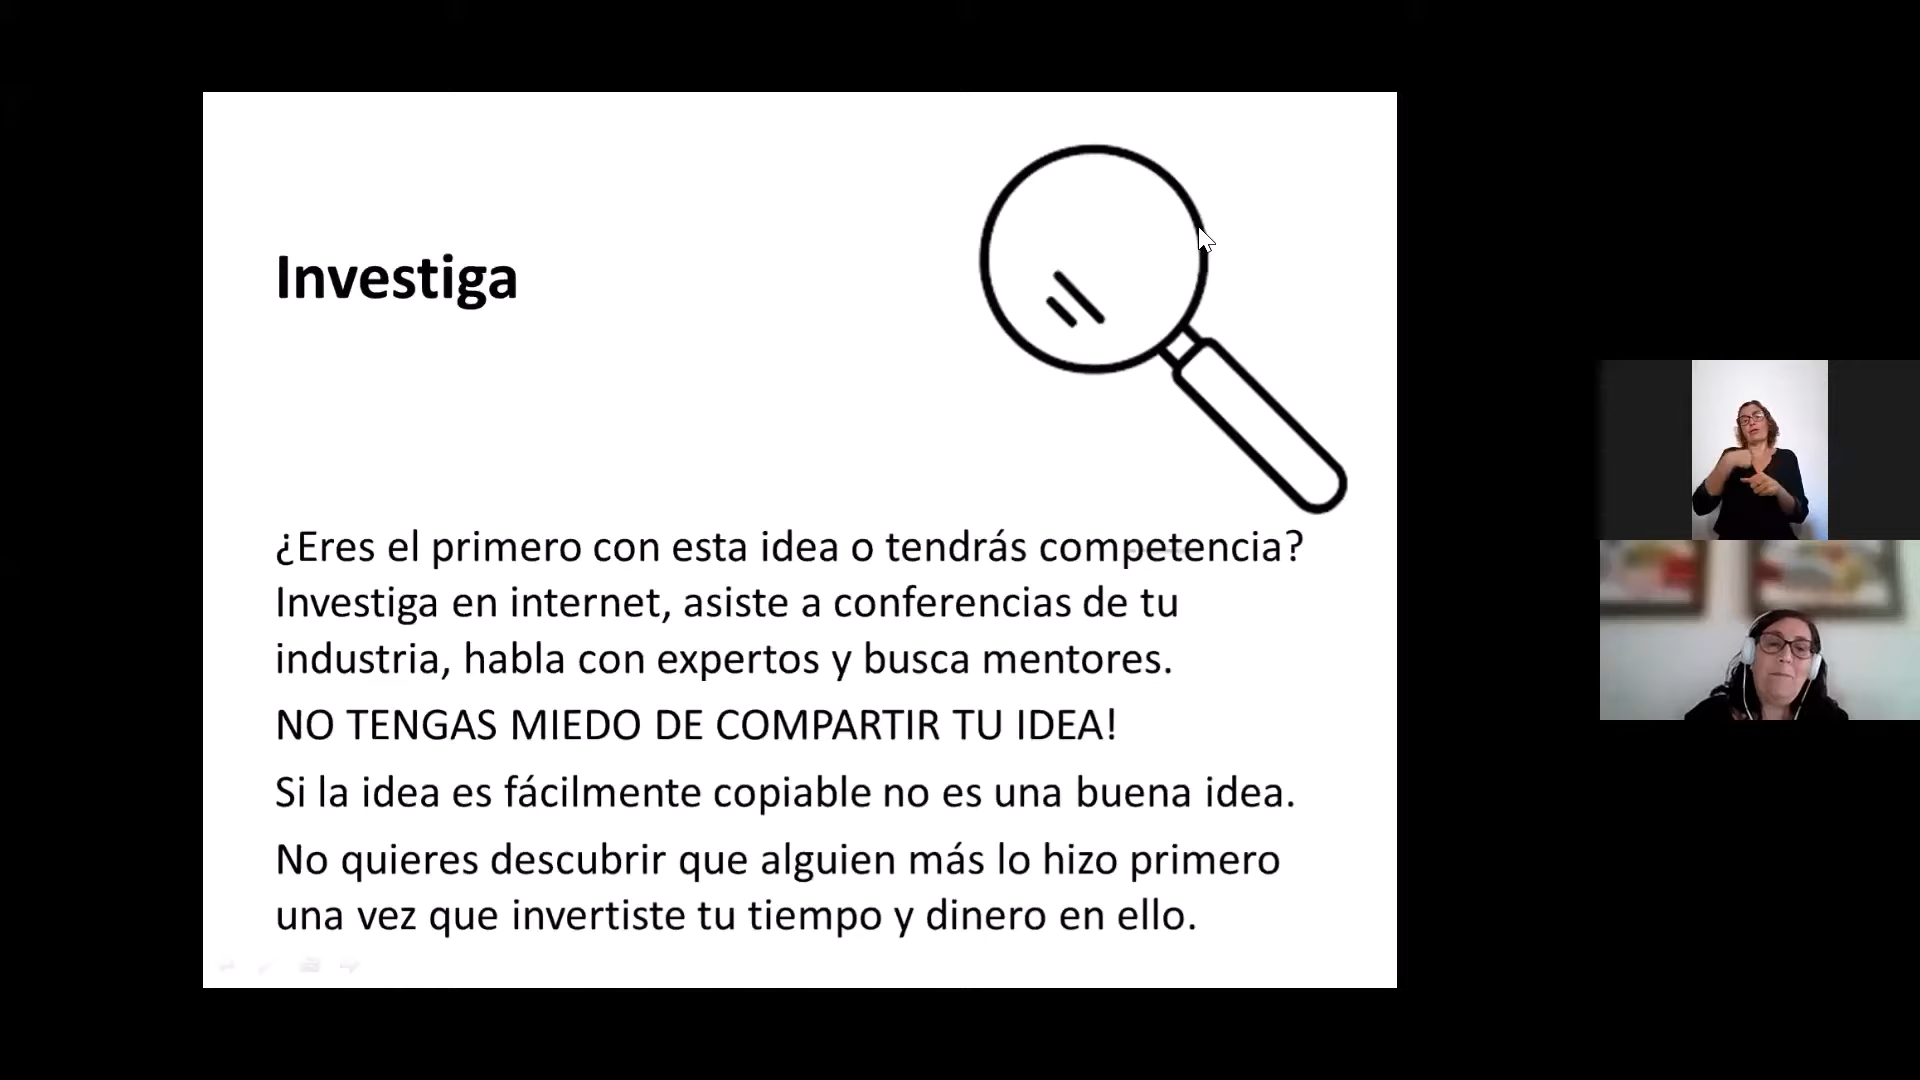 Investiga
¿Eres el primero con esta idea o tendrás competencia?
Investiga en internet, asiste a conferencias de tu
industria, habla con expertos y busca mentores.
NO TENGAS MIEDO DE COMPARTIR TU IDEA!
Si la idea es fácilmente copiable no es una buena idea.
No quieres descubrir que alguien más lo hizo primero
una vez que invertiste tu tiempo y dinero en ello.